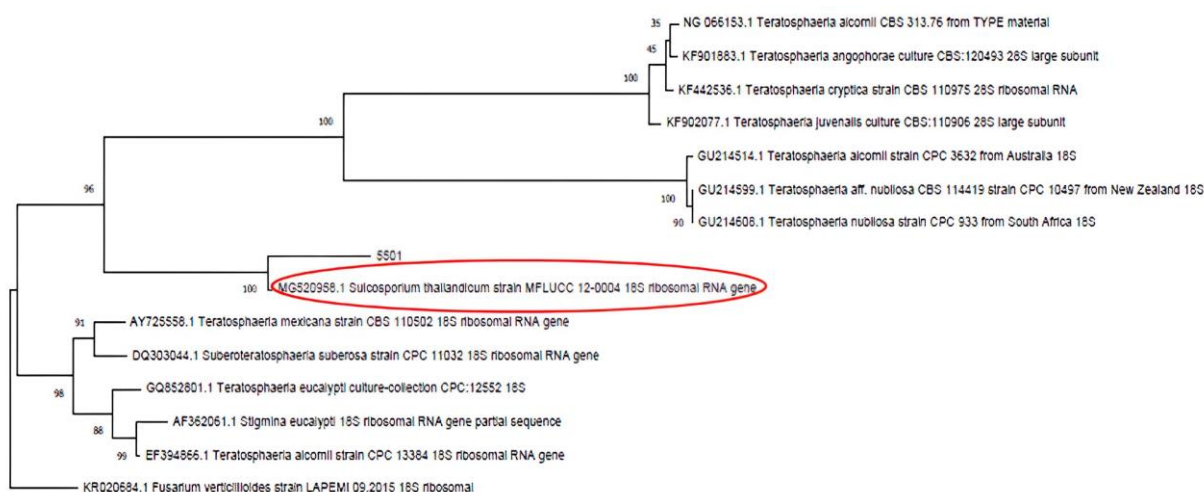 35
NG 066153.1 Teratosphaeria alcornii CBS 313.76 from TYPE material
45
KF901883.1 Teratosphaeria angophorae culture CBS:120493 28S large subunit
100
KF442536.1 Teratosphaeria cryptica strain CBS 110975 28S ribosomal RNA
KF902077.1 Teratosphaeria juvenalis culture CBS:110906 28S large subunit
100
GU214514.1 Teratosphaeria alcornii strain CPC 3632 from Australia 18S
96
GU214599.1 Teratosphaeria aff. nubilosa CBS 114419 strain CPC 10497 from New Zealand 18S
100
90
GU214608.1 Teratosphaeria nubilosa strain CPC 933 from South Africa 18S
5501
100
MG520958.1 Sulcosporium thailandicum strain MFLUCC 12-0004 18S ribosomal RNA gene
91
AY725558.1 Teratosphaeria mexicana strain CBS 110502 18S ribosomal RNA gene
DQ303044.1 Suberoteratosphaeria suberosa strain CPC 11032 18S ribosomal RNA gene
98
GQ852801.1 Teratosphaeria eucalypti culture-collection CPC:12552 18S
88
AF362061.1 Stigmina eucalypti 18S ribosomal RNA gene partial sequence
99
EF394866.1 Teratosphaeria alcornii strain CPC 13384 18S ribosomal RNA gene
KR020684.1 Fusarium verticillioides strain LAPEMI 09.2015 18S ribosomal